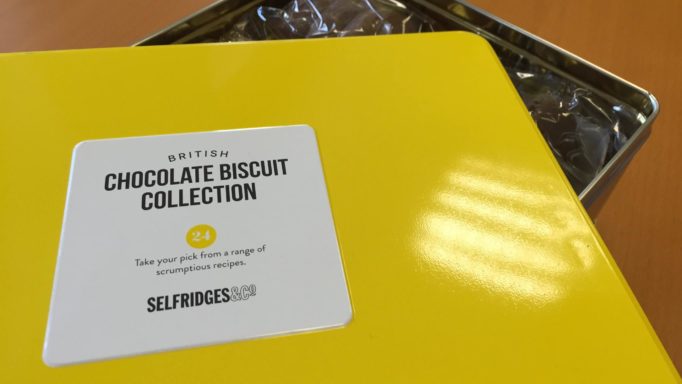 BRITISH
CHOCOLATE BISCUIT
COLLECTION
24
Take your pick from a range of
scrumptious recipes.
SELFRIDGES&Co